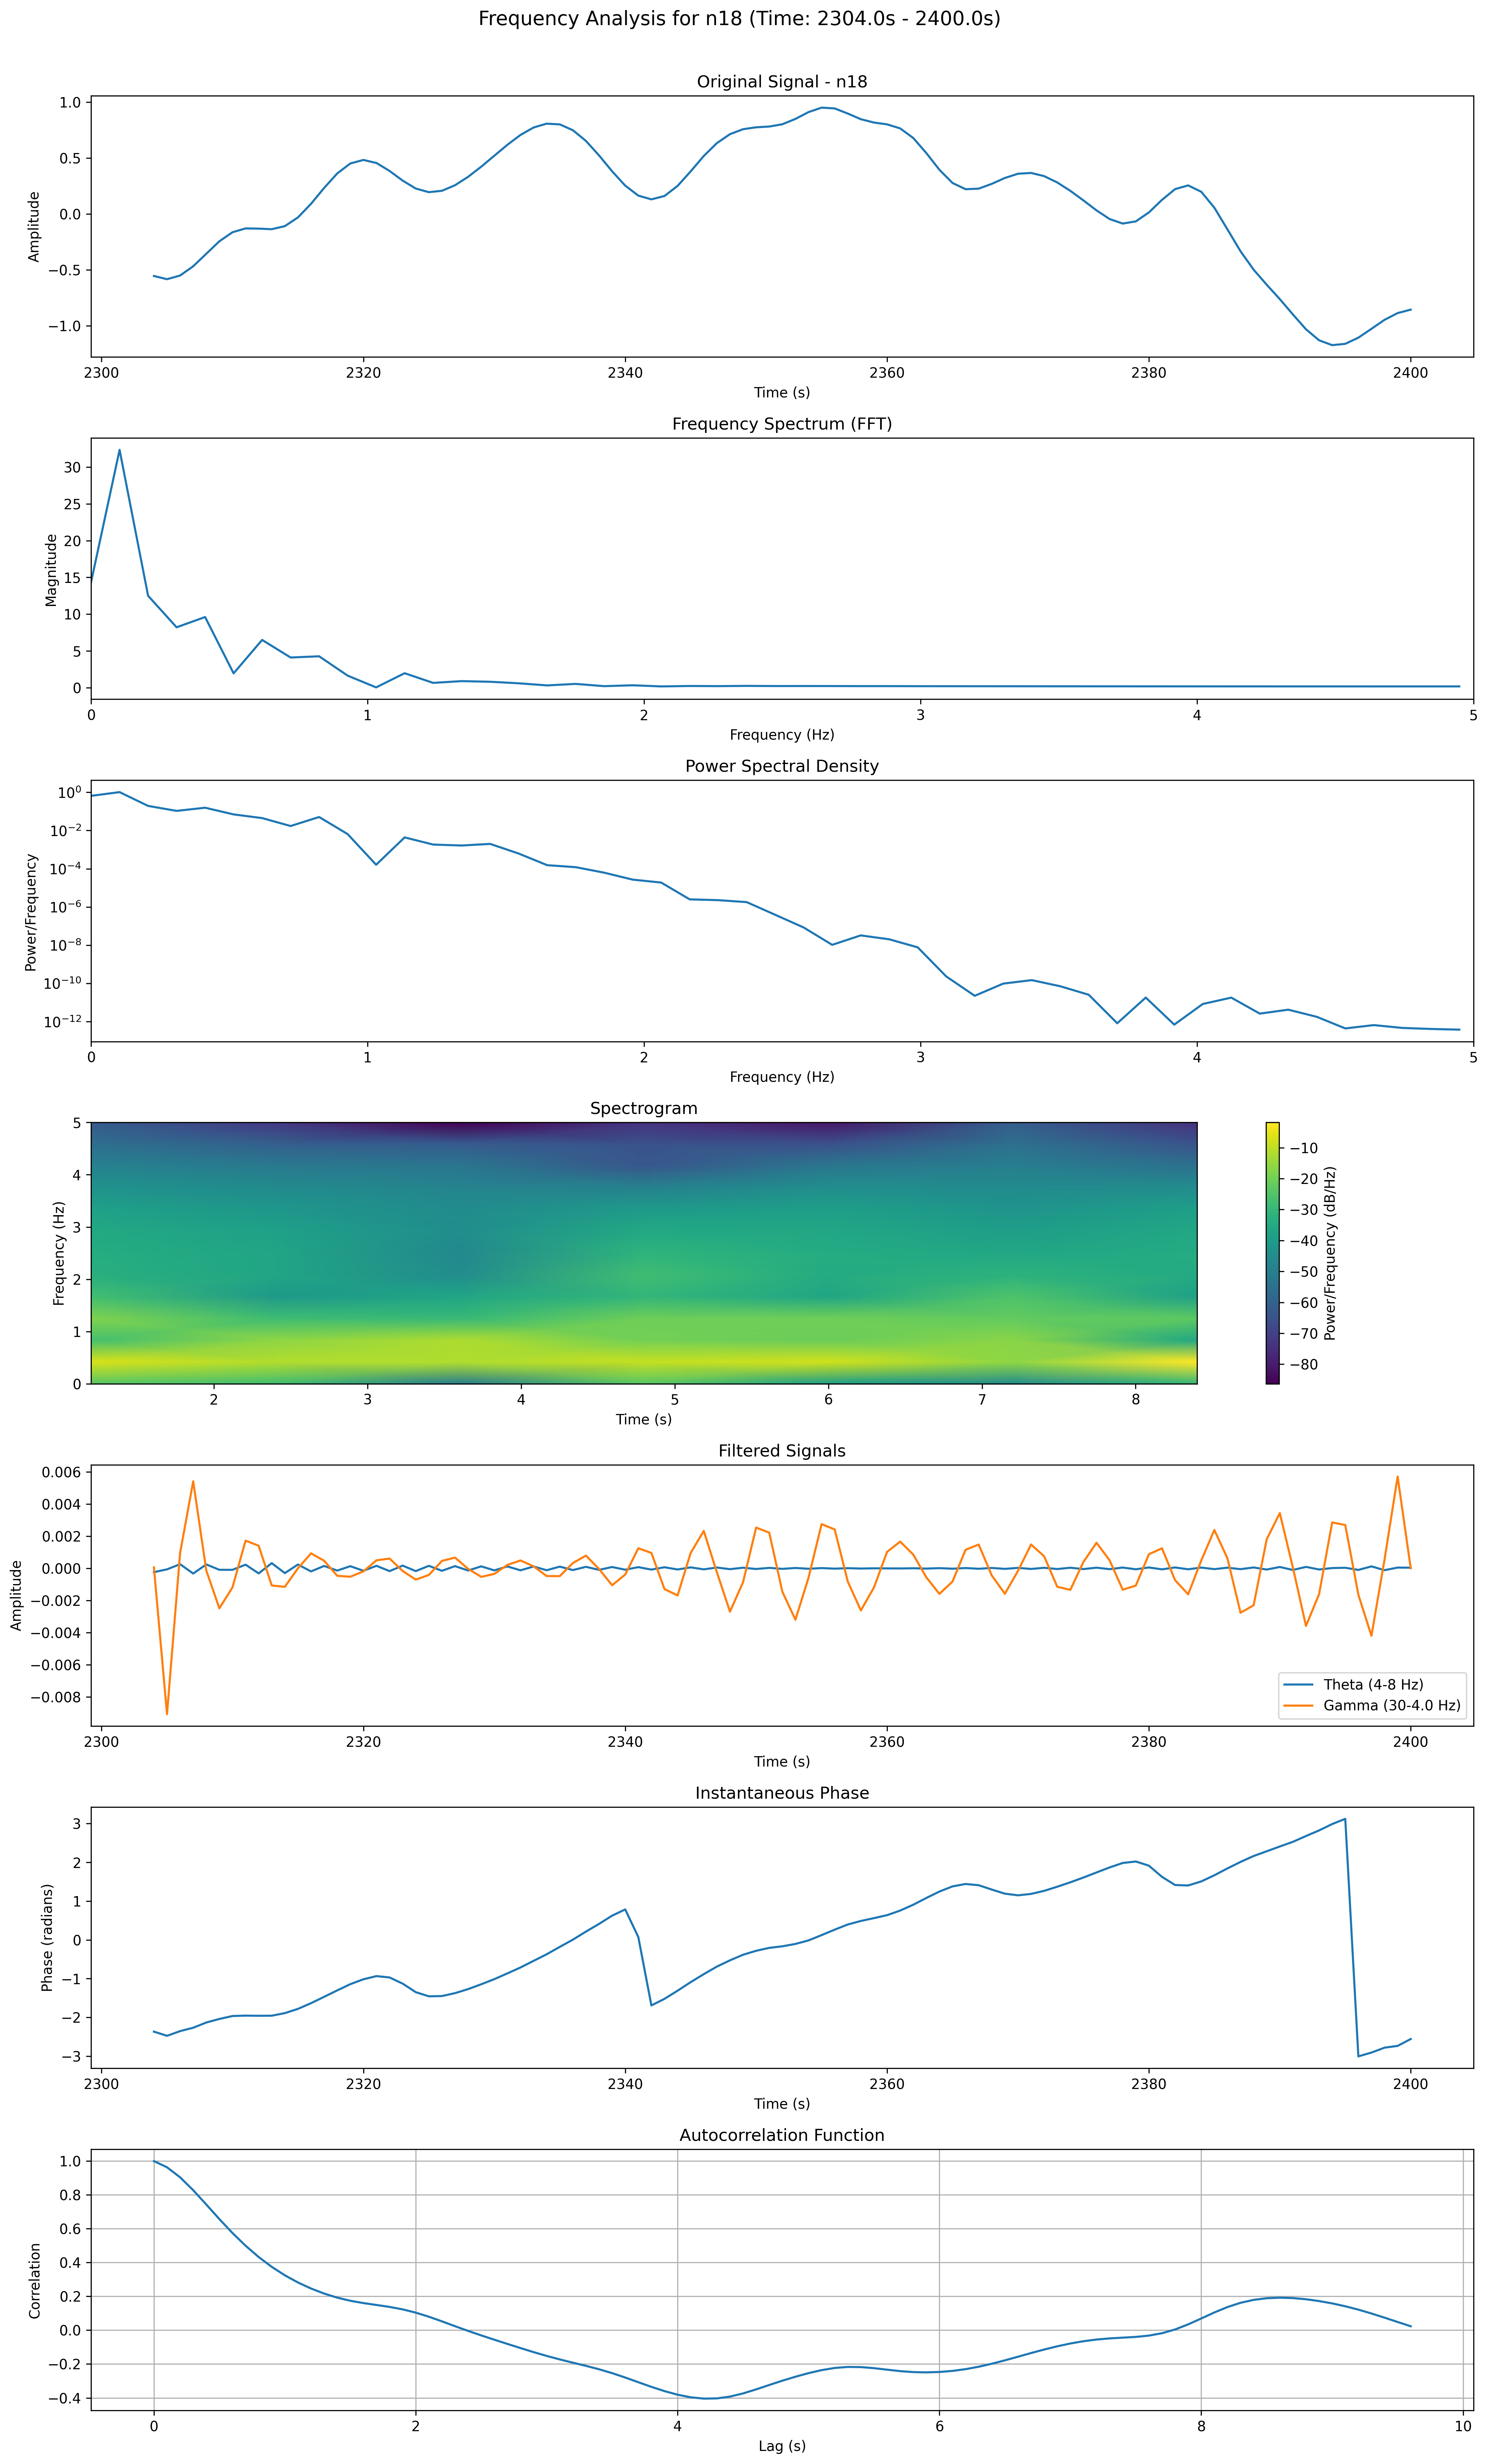 Frequency Analysis for n18 (Time: 2304.0s - 2400.0s)
Original Signal - n18
1.0
0.5
0.0
−0.5
−1.0
Amplitude
2300 2320 2340 2360 2380 2400
Time (s)
Frequency Spectrum (FFT)
30
25
20
15
10
5
0
Magnitude
0 1 2 3 4 5
Frequency (Hz)
Power Spectral Density
10⁰
10⁻²
10⁻⁴
10⁻⁶
10⁻⁸
10⁻¹⁰
10⁻¹²
Power/Frequency
0 1 2 3 4 5
Frequency (Hz)
Spectrogram
5
4
3
2
1
0
Frequency (Hz)
2 3 4 5 6 7 8
Time (s)
−10
−20
−30
−40
−50
−60
−70
−80
Power/Frequency (dB/Hz)
Filtered Signals
0.006
0.004
0.002
0.000
−0.002
−0.004
−0.006
−0.008
Amplitude
Theta (4-8 Hz)
Gamma (30-4.0 Hz)
2300 2320 2340 2360 2380 2400
Time (s)
Instantaneous Phase
3
2
1
0
−1
−2
−3
Phase (radians)
2300 2320 2340 2360 2380 2400
Time (s)
Autocorrelation Function
1.0
0.8
0.6
0.4
0.2
0.0
−0.2
−0.4
Correlation
0 2 4 6 8 10
Lag (s)